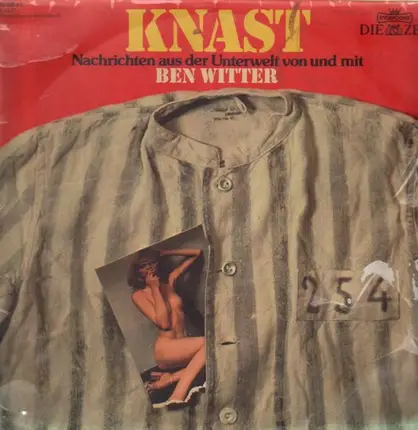 KNAST
Nachrichten aus der Unterwelt von und mit
BEN WITTER
DIE ZE
254